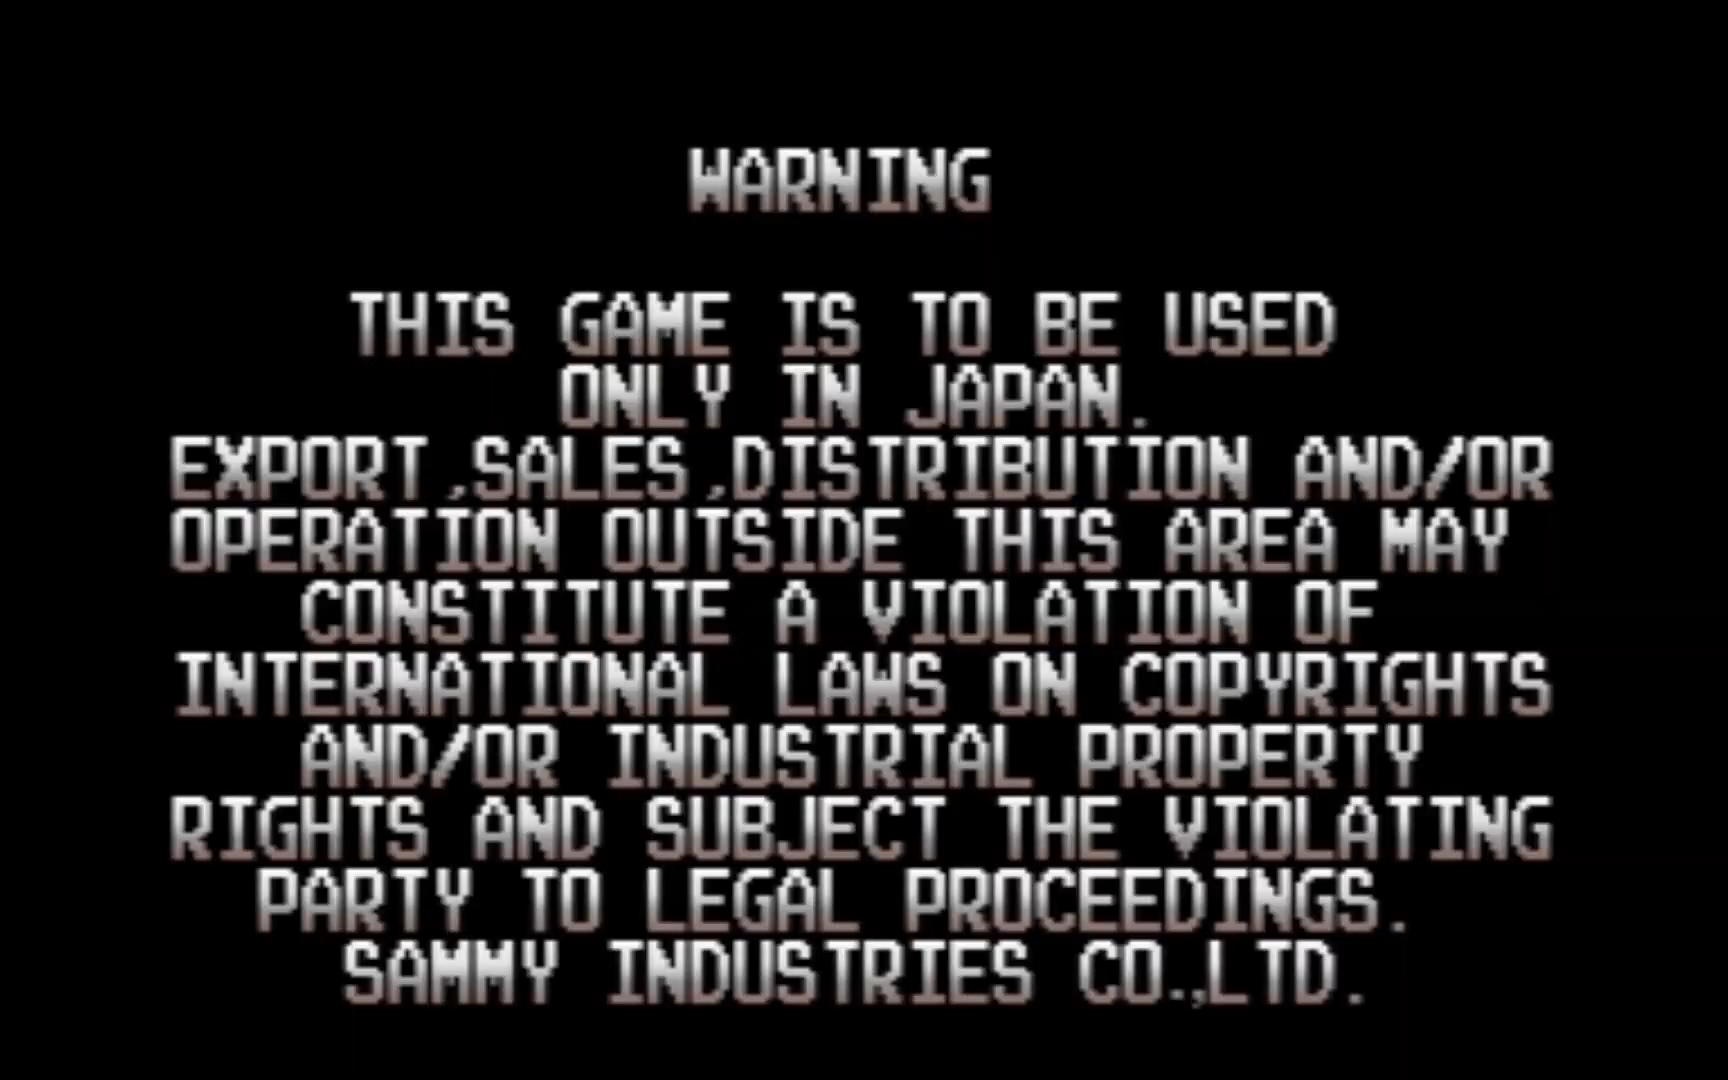 WARNING
THIS GAME IS TO BE USED
ONLY IN JAPAN.
EXPORT,SALES,DISTRIBUTION AND/OR
OPERATION OUTSIDE THIS AREA MAY
CONSTITUTE A VIOLATION OF
INTERNATIONAL LAWS ON COPYRIGHTS
AND/OR INDUSTRIAL PROPERTY
RIGHTS AND SUBJECT THE VIOLATING
PARTY TO LEGAL PROCEEDINGS.
SAMMY INDUSTRIES CO.,LTD.